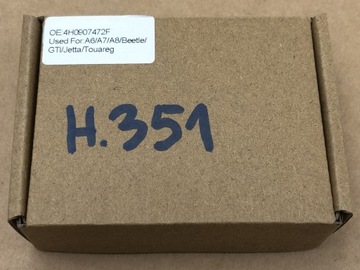 OE:4H0907472F
Used For:A6/A7/A8/Beetle/
GTI/Jetta/Touareg
H.351